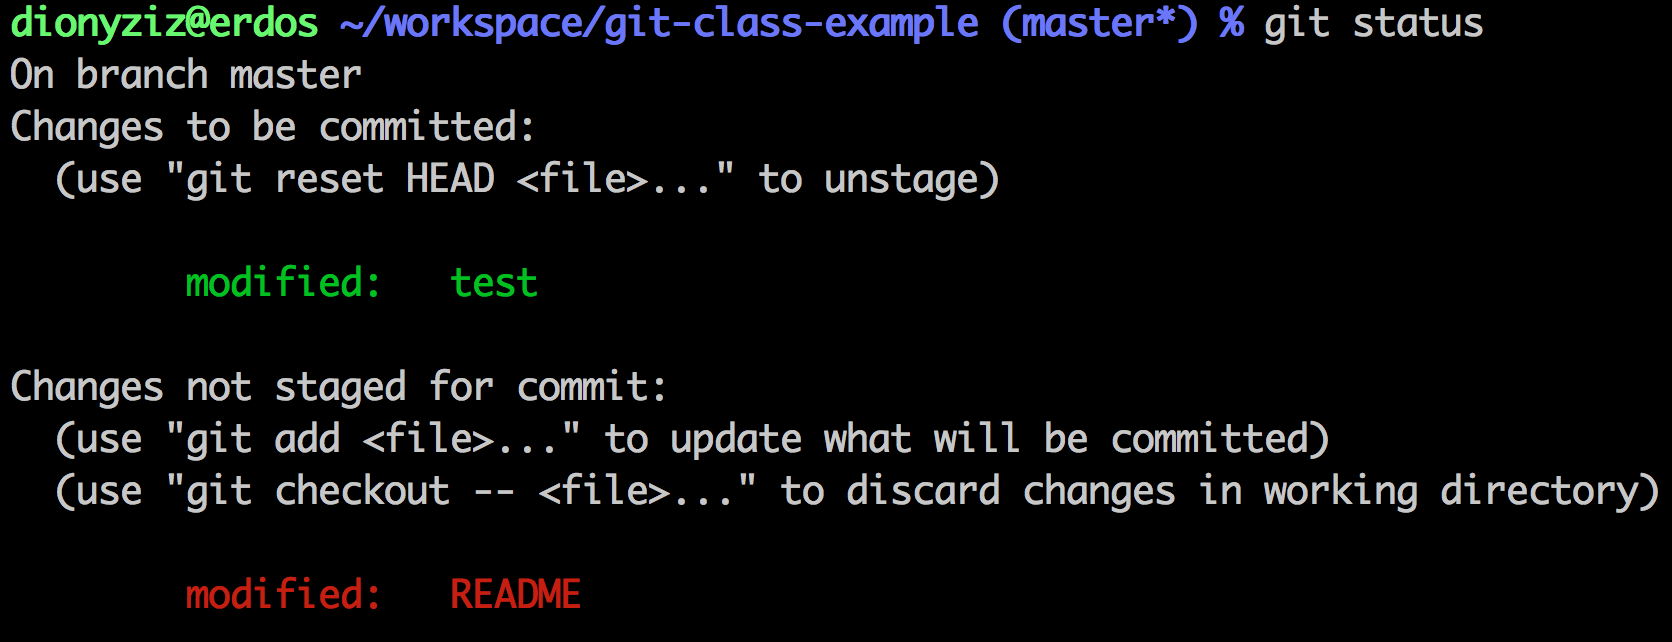 dionyziz@erdos ~/workspace/git-class-example (master*) % git status
On branch master
Changes to be committed:
  (use "git reset HEAD <file>..." to unstage)
        modified:   test
Changes not staged for commit:
  (use "git add <file>..." to update what will be committed)
  (use "git checkout -- <file>..." to discard changes in working directory)
        modified:   README